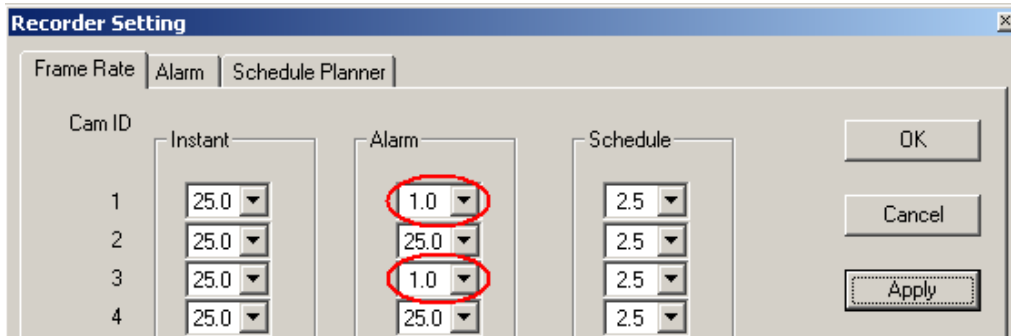 Recorder Setting
Frame Rate Alarm Schedule Planner
Cam ID Instant Alarm Schedule OK
1 25.0 1.0 2.5
Cancel
2 25.0 25.0 2.5
3 25.0 1.0 2.5 Apply
4 25.0 25.0 2.5